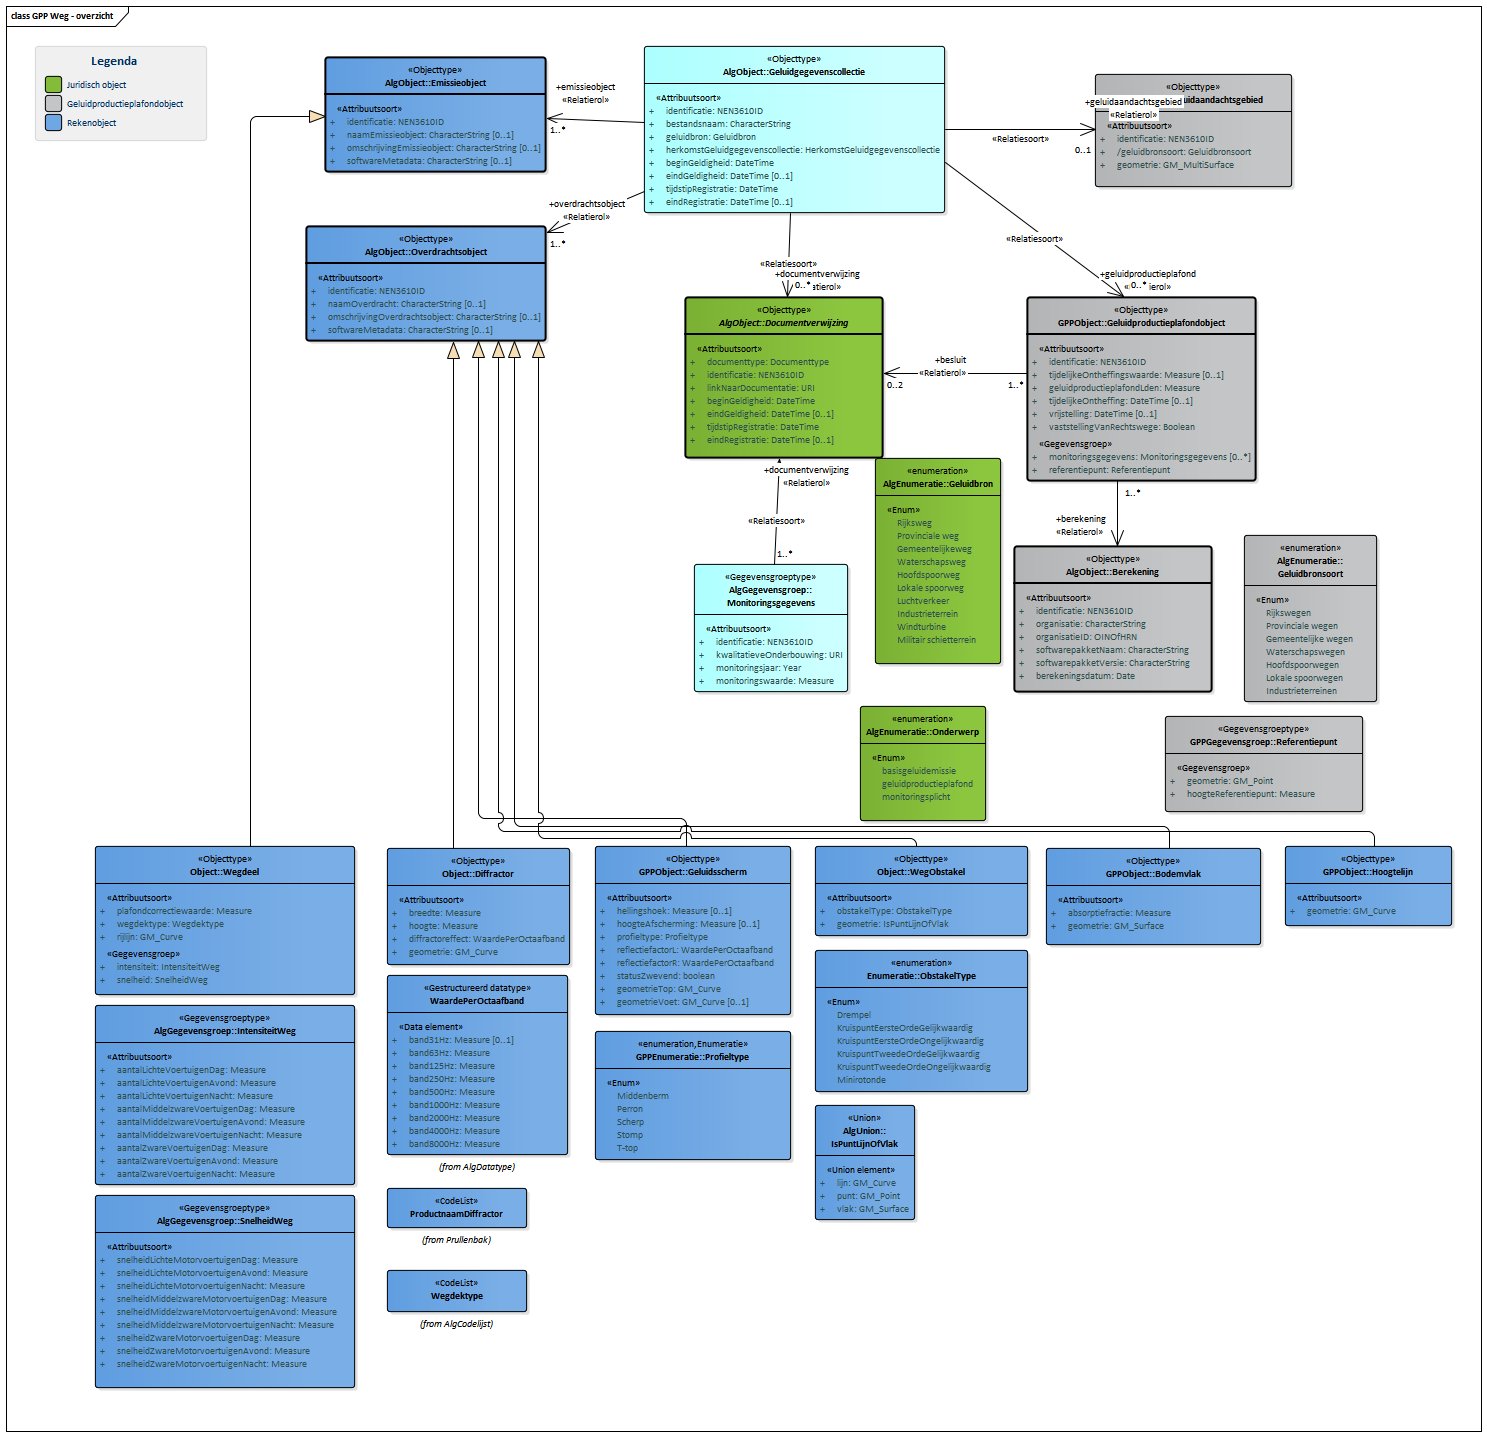 class GPP Weg - overzicht
Legenda
Juridisch object
Geluidproductieplafondobject
Rekenobject
«Objecttype»
AlgObject::Emissieobject
«Attribuutsoort»
+ identificatie: NEN3610ID
+ naamEmissieobject: CharacterString [0..1]
+ omschrijvingEmissieobject: CharacterString [0..1]
+ softwareMetadata: CharacterString [0..1]
+emissieobject
«Relatierol»
1..*
«Objecttype»
AlgObject::Geluidgegevenscollectie
«Attribuutsoort»
+ identificatie: NEN3610ID
+ bestandsnaam: CharacterString
+ geluidbron: Geluidbron
+ herkomstGeluidgegevenscollectie: HerkomstGeluidgegevenscollectie
+ beginGeldigheid: DateTime
+ eindGeldigheid: DateTime [0..1]
+ tijdstipRegistratie: DateTime
+ eindRegistratie: DateTime [0..1]
«Relatiesoort»
0..1
«Objecttype»
+geluidaandachtsgebied
uidaandachtsgebied
«Relatierol»
«Attribuutsoort»
+ identificatie: NEN3610ID
+ /geluidbronsoort: Geluidbronsoort
+ geometrie: GM_MultiSurface
+overdrachtsobject
«Relatierol»
1..*
«Objecttype»
AlgObject::Overdrachtsobject
«Attribuutsoort»
+ identificatie: NEN3610ID
+ naamOverdracht: CharacterString [0..1]
+ omschrijvingOverdrachtsobject: CharacterString [0..1]
+ softwareMetadata: CharacterString [0..1]
«Relatiesoort»
+documentverwijzing
0..*
atierol»
«Relatiesoort»
+geluidproductieplafond
« 0..* ierol»
«Objecttype»
AlgObject::Documentverwijzing
«Attribuutsoort»
+ documenttype: Documenttype
+ identificatie: NEN3610ID
+ linkNaarDocumentatie: URI
+ beginGeldigheid: DateTime
+ eindGeldigheid: DateTime [0..1]
+ tijdstipRegistratie: DateTime
+ eindRegistratie: DateTime [0..1]
+besluit
«Relatierol»
0..2
1..*
«Objecttype»
GPPObject::Geluidproductieplafondobject
«Attribuutsoort»
+ identificatie: NEN3610ID
+ tijdelijkeOntheffingswaarde: Measure [0..1]
+ geluidproductieplafondLden: Measure
+ tijdelijkeOntheffing: DateTime [0..1]
+ vrijstelling: DateTime [0..1]
+ vaststellingVanRechtswege: Boolean
«Gegevensgroep»
+ monitoringsgegevens: Monitoringsgegevens [0..*]
+ referentiepunt: Referentiepunt
+documentverwijzing
«Relatierol»
«Relatiesoort»
1..*
«enumeration»
AlgEnumeratie::Geluidbron
«Enum»
Rijksweg
Provinciale weg
Gemeentelijkeweg
Waterschapsweg
Hoofdspoorweg
Lokale spoorweg
Luchtverkeer
Industrieterrein
Windturbine
Militair schietterrein
1..*
+berekening
«Relatierol»
«Objecttype»
AlgObject::Berekening
«Attribuutsoort»
+ identificatie: NEN3610ID
+ organisatie: CharacterString
+ organisatieID: OINOfHRN
+ softwarepakketNaam: CharacterString
+ softwarepakketVersie: CharacterString
+ berekeningsdatum: Date
«enumeration»
AlgEnumeratie::
Geluidbronsoort
«Enum»
Rijkswegen
Provinciale wegen
Gemeentelijke wegen
Waterschapswegen
Hoofdspoorwegen
Lokale spoorwegen
Industrieterreinen
«Gegevensgroeptype»
AlgGegevensgroep::
Monitoringsgegevens
«Attribuutsoort»
+ identificatie: NEN3610ID
+ kwalitatieveOnderbouwing: URI
+ monitoringsjaar: Year
+ monitoringswaarde: Measure
«enumeration»
AlgEnumeratie::Onderwerp
«Enum»
basisgeluidemissie
geluidproductieplafond
monitoringsplicht
«Gegevensgroeptype»
GPPGegevensgroep::Referentiepunt
«Gegevensgroep»
+ geometrie: GM_Point
+ hoogteReferentiepunt: Measure
«Objecttype»
Object::Wegdeel
«Attribuutsoort»
+ plafondcorrectiewaarde: Measure
+ wegdektype: Wegdektype
+ rijlijn: GM_Curve
«Gegevensgroep»
+ intensiteit: IntensiteitWeg
+ snelheid: SnelheidWeg
«Objecttype»
Object::Diffractor
«Attribuutsoort»
+ breedte: Measure
+ hoogte: Measure
+ diffractoreffect: WaardePerOctaafband
+ geometrie: GM_Curve
«Objecttype»
GPPObject::Geluidsscherm
«Attribuutsoort»
+ hellingshoek: Measure [0..1]
+ hoogteAfscherming: Measure [0..1]
+ profieltype: Profieltype
+ reflectiefactorL: WaardePerOctaafband
+ reflectiefactorR: WaardePerOctaafband
+ statusZwevend: boolean
+ geometrieTop: GM_Curve
+ geometrieVoet: GM_Curve [0..1]
«Objecttype»
Object::WegObstakel
«Attribuutsoort»
+ obstakelType: ObstakelType
+ geometrie: IsPuntLijnOfVlak
«Objecttype»
GPPObject::Bodemvlak
«Attribuutsoort»
+ absorptiefractie: Measure
+ geometrie: GM_Surface
«Objecttype»
GPPObject::Hoogtelijn
«Attribuutsoort»
+ geometrie: GM_Curve
«Gegevensgroeptype»
AlgGegevensgroep::IntensiteitWeg
«Attribuutsoort»
+ aantalLichteVoertuigenDag: Measure
+ aantalLichteVoertuigenAvond: Measure
+ aantalLichteVoertuigenNacht: Measure
+ aantalMiddelzwareVoertuigenDag: Measure
+ aantalMiddelzwareVoertuigenAvond: Measure
+ aantalMiddelzwareVoertuigenNacht: Measure
+ aantalZwareVoertuigenDag: Measure
+ aantalZwareVoertuigenAvond: Measure
+ aantalZwareVoertuigenNacht: Measure
«Gestructureerd datatype»
WaardePerOctaafband
«Data element»
+ band31Hz: Measure [0..1]
+ band63Hz: Measure
+ band125Hz: Measure
+ band250Hz: Measure
+ band500Hz: Measure
+ band1000Hz: Measure
+ band2000Hz: Measure
+ band4000Hz: Measure
+ band8000Hz: Measure
(from AlgDatatype)
«enumeration,Enumeratie»
GPPEnumeratie::Profieltype
«Enum»
Middenberm
Perron
Scherp
Stomp
T-top
«enumeration»
Enumeratie::ObstakelType
«Enum»
Drempel
KruispuntEersteOrdeGelijkwaardig
KruispuntEersteOrdeOngelijkwaardig
KruispuntTweedeOrdeGelijkwaardig
KruispuntTweedeOrdeOngelijkwaardig
Minirotonde
«Union»
AlgUnion::
IsPuntLijnOfVlak
«Union element»
+ lijn: GM_Curve
+ punt: GM_Point
+ vlak: GM_Surface
«Gegevensgroeptype»
AlgGegevensgroep::SnelheidWeg
«Attribuutsoort»
+ snelheidLichteMotorvoertuigenDag: Measure
+ snelheidLichteMotorvoertuigenAvond: Measure
+ snelheidLichteMotorvoertuigenNacht: Measure
+ snelheidMiddelzwareMotorvoertuigenDag: Measure
+ snelheidMiddelzwareMotorvoertuigenAvond: Measure
+ snelheidMiddelzwareMotorvoertuigenNacht: Measure
+ snelheidZwareMotorvoertuigenDag: Measure
+ snelheidZwareMotorvoertuigenAvond: Measure
+ snelheidZwareMotorvoertuigenNacht: Measure
«CodeList»
ProductnaamDiffractor
(from Prullenbak)
«CodeList»
Wegdektype
(from AlgCodelijst)